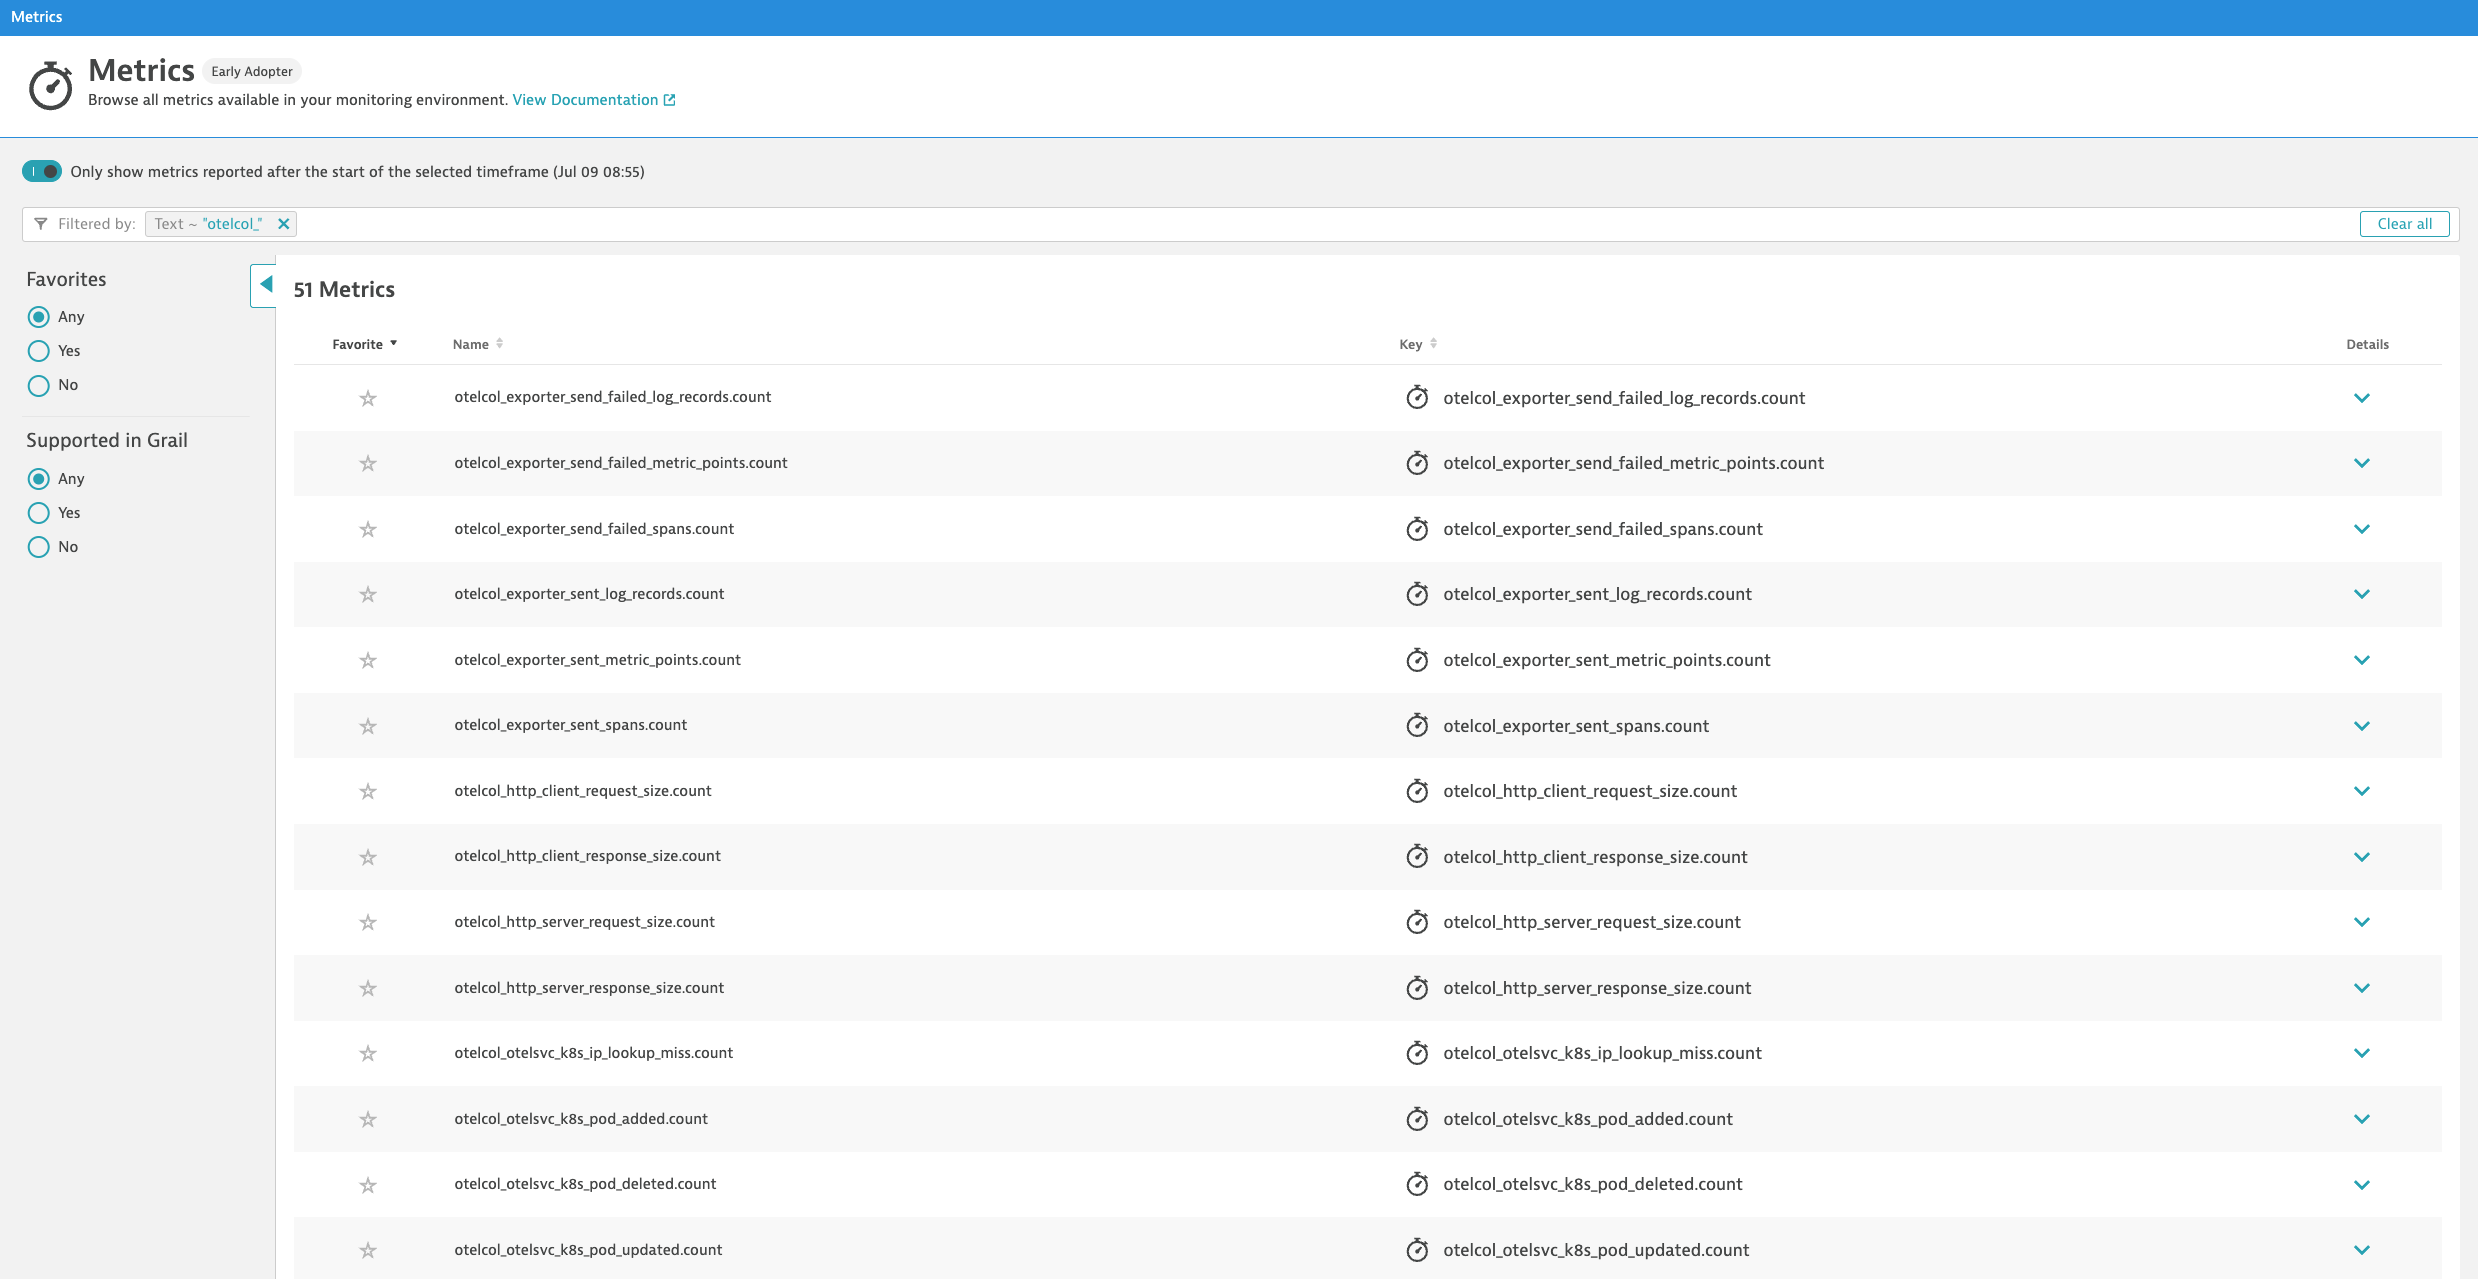 Metrics
Metrics Early Adopter
Browse all metrics available in your monitoring environment. View Documentation
Only show metrics reported after the start of the selected timeframe (Jul 09 08:55)
Filtered by: Text ~ "otelcol_" Clear all
Favorites
Any
Yes
No
Supported in Grail
Any
Yes
No
51 Metrics
Favorite Name Key Details
otelcol_exporter_send_failed_log_records.count otelcol_exporter_send_failed_log_records.count
otelcol_exporter_send_failed_metric_points.count otelcol_exporter_send_failed_metric_points.count
otelcol_exporter_send_failed_spans.count otelcol_exporter_send_failed_spans.count
otelcol_exporter_sent_log_records.count otelcol_exporter_sent_log_records.count
otelcol_exporter_sent_metric_points.count otelcol_exporter_sent_metric_points.count
otelcol_exporter_sent_spans.count otelcol_exporter_sent_spans.count
otelcol_http_client_request_size.count otelcol_http_client_request_size.count
otelcol_http_client_response_size.count otelcol_http_client_response_size.count
otelcol_http_server_request_size.count otelcol_http_server_request_size.count
otelcol_http_server_response_size.count otelcol_http_server_response_size.count
otelcol_otelsvc_k8s_ip_lookup_miss.count otelcol_otelsvc_k8s_ip_lookup_miss.count
otelcol_otelsvc_k8s_pod_added.count otelcol_otelsvc_k8s_pod_added.count
otelcol_otelsvc_k8s_pod_deleted.count otelcol_otelsvc_k8s_pod_deleted.count
otelcol_otelsvc_k8s_pod_updated.count otelcol_otelsvc_k8s_pod_updated.count